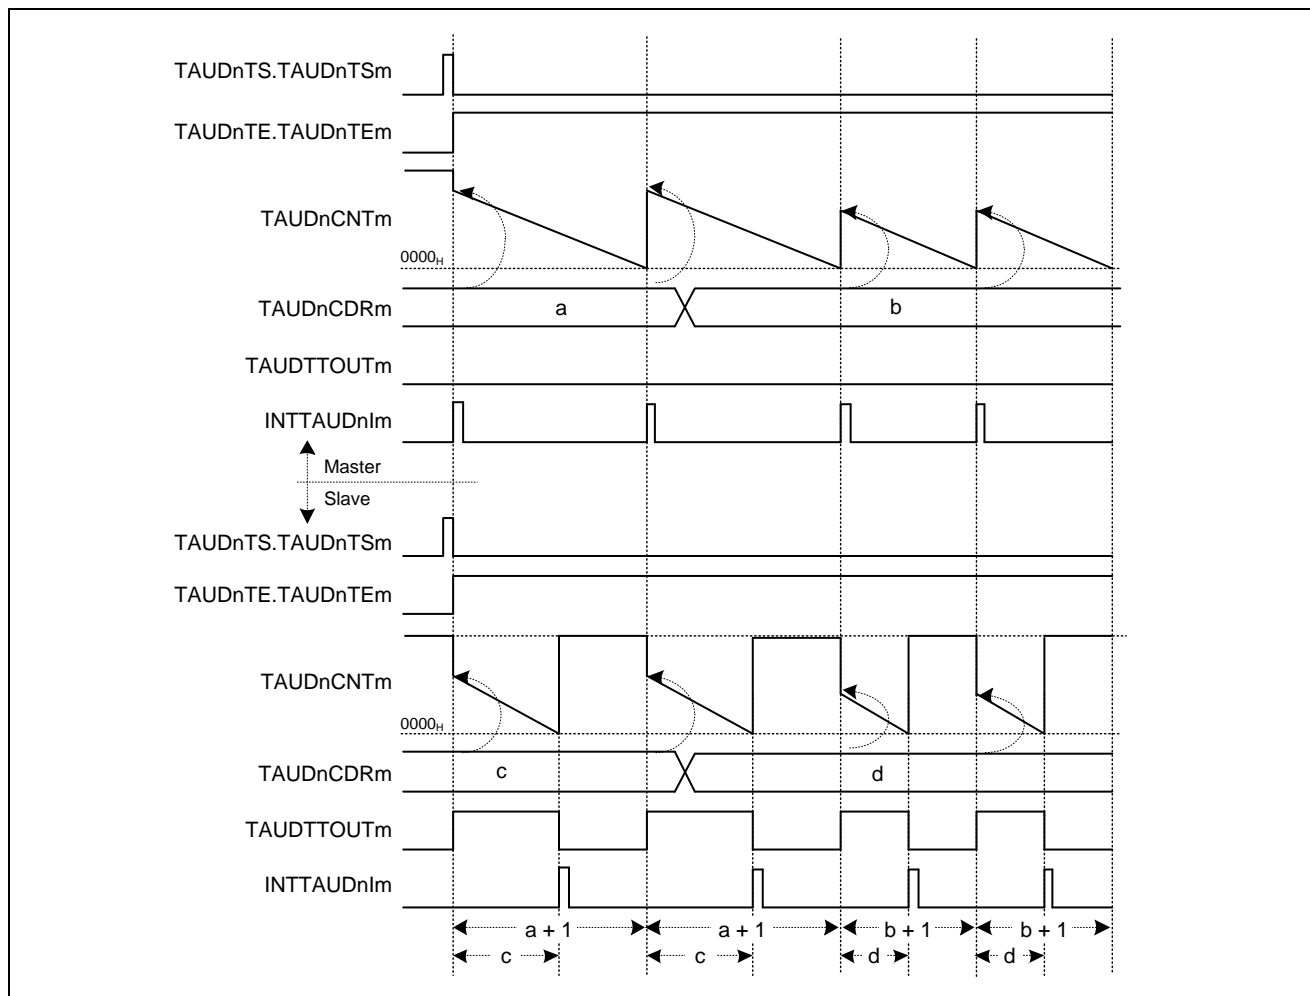 TAUDnTS.TAUDnTSm
TAUDnTE.TAUDnTEm
TAUDnCNTm
0000H
TAUDnCDRm
a
b
TAUDTTOUTm
INTTAUDnIm
Master
Slave
TAUDnTS.TAUDnTSm
TAUDnTE.TAUDnTEm
TAUDnCNTm
0000H
TAUDnCDRm
c
d
TAUDTTOUTm
INTTAUDnIm
a + 1 a + 1 b + 1 b + 1
c c d d